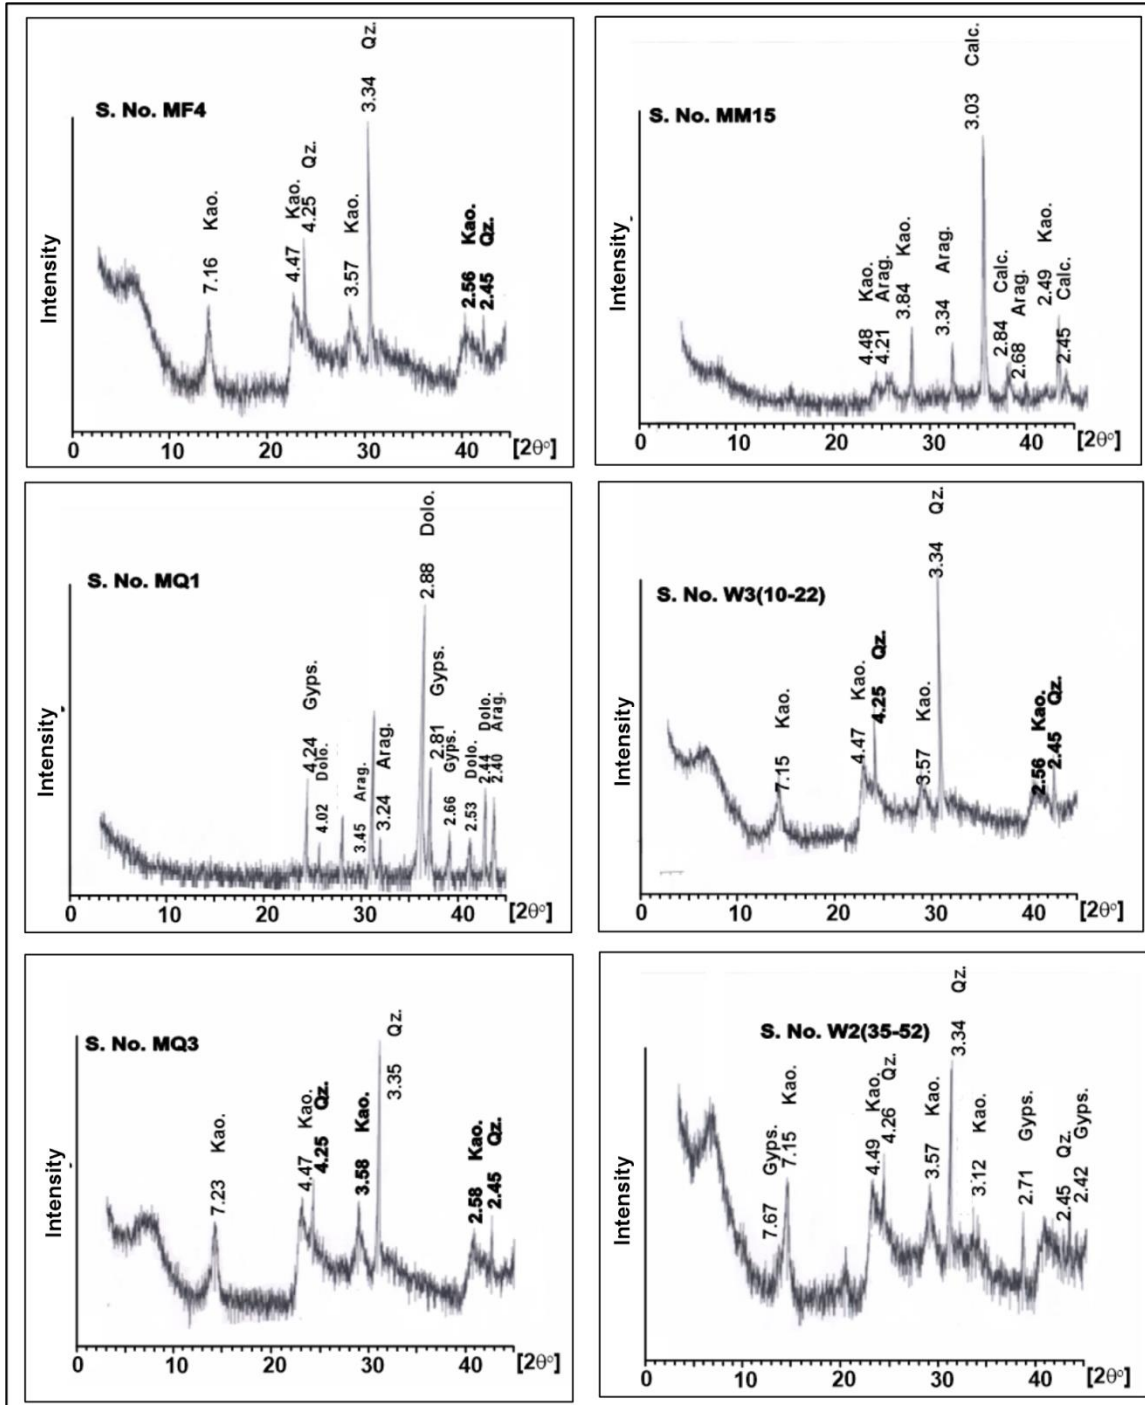 S. No. MF4
Intensity
7.16 Kao.
4.47 Kao.
4.25 Qz.
3.57 Kao.
3.34 Qz.
2.56 Kao.
2.45 Qz.
0 10 20 30 40 [2θ°]
S. No. MM15
Intensity
4.48 Kao.
4.21 Arag.
3.84 Kao.
3.34 Arag.
3.03 Calc.
2.84 Calc.
2.68 Arag.
2.49 Kao.
2.45 Calc.
0 10 20 30 40 [2θ°]
S. No. MQ1
Intensity
4.24 Gyps.
4.02 Dolo.
3.45 Arag.
3.24 Arag.
2.88 Dolo.
2.81 Gyps.
2.66 Gyps.
2.53 Dolo.
2.44 Dolo.
2.40 Arag.
0 10 20 30 40 [2θ°]
S. No. W3(10-22)
Intensity
7.15 Kao.
4.47 Kao.
4.25 Qz.
3.57 Kao.
3.34 Qz.
2.56 Kao.
2.45 Qz.
0 10 20 30 40 [2θ°]
S. No. MQ3
Intensity
7.23 Kao.
4.47 Kao.
4.25 Qz.
3.58 Kao.
3.35 Qz.
2.58 Kao.
2.45 Qz.
0 10 20 30 40 [2θ°]
S. No. W2(35-52)
Intensity
7.67 Gyps.
7.15 Kao.
4.49 Kao.
4.26 Qz.
3.57 Kao.
3.34 Qz.
3.12 Kao.
2.71 Gyps.
2.45 Qz.
2.42 Gyps.
0 10 20 30 40 [2θ°]